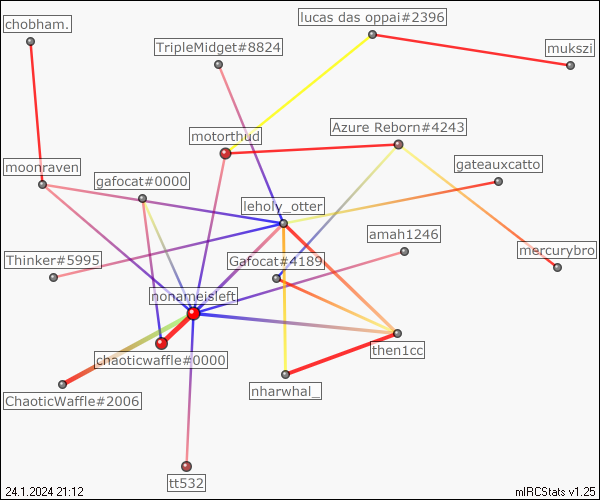 lucas das oppai#2396
chobham.
TripleMidget#8824
mukszi
Azure Reborn#4243
motorthud
moonraven
gateauxcatto
gafocat#0000
leholy_otter
amah1246
mercurybro
Thinker#5995
Gafocat#4189
nonameisleft
then1cc
chaoticwaffle#0000
nharwhal_
ChaoticWaffle#2006
tt532
24.1.2024 21:12
mIRCStats v1.25